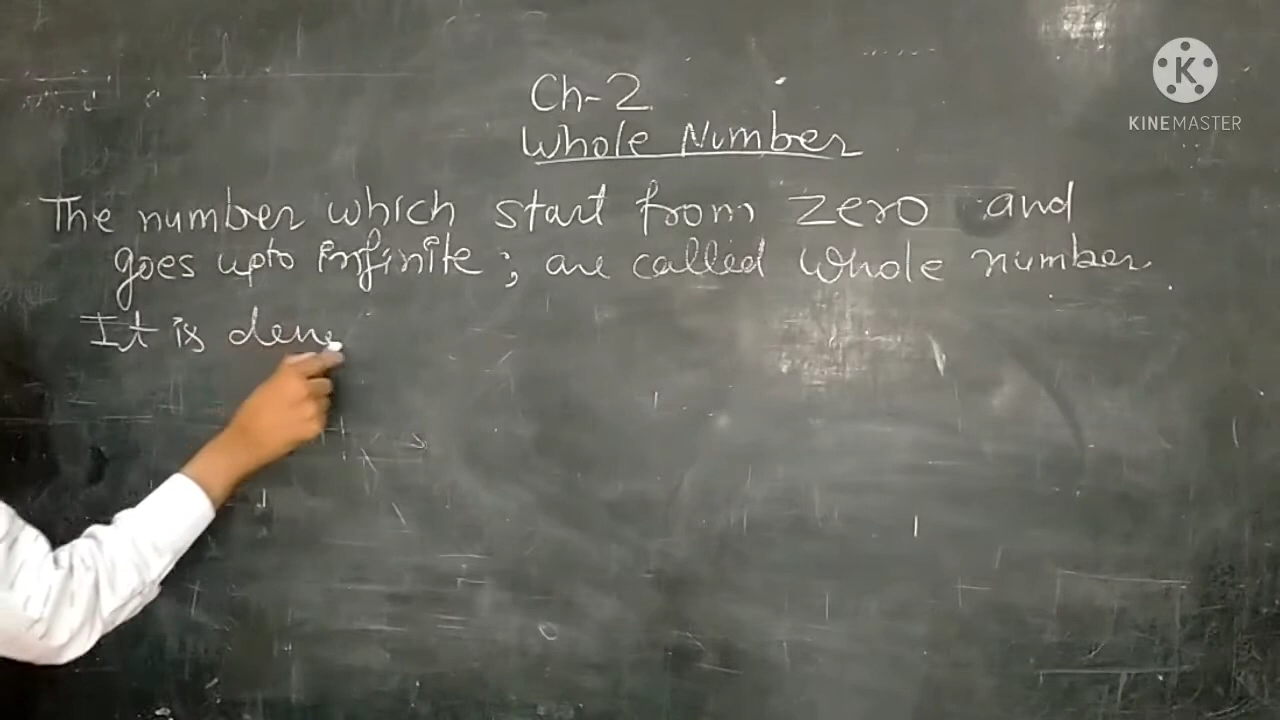 Ch-2
Whole Number
The number which start from zero and
goes upto infinite; are called whole number.
It is deno
KINEMASTER